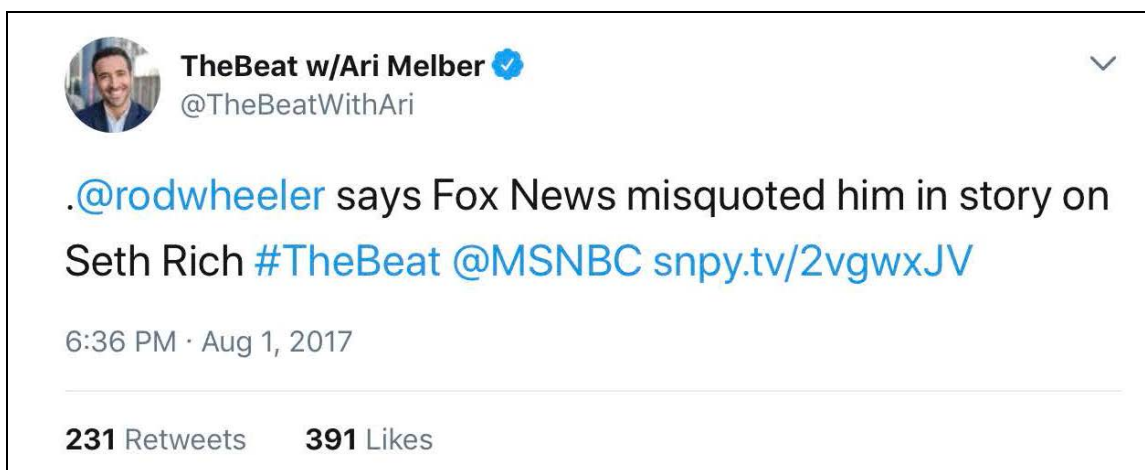 TheBeat w/Ari Melber
@TheBeatWithAri
.@rodwheeler says Fox News misquoted him in story on
Seth Rich #TheBeat @MSNBC snpy.tv/2vgwxJV
6:36 PM · Aug 1, 2017
231 Retweets 391 Likes